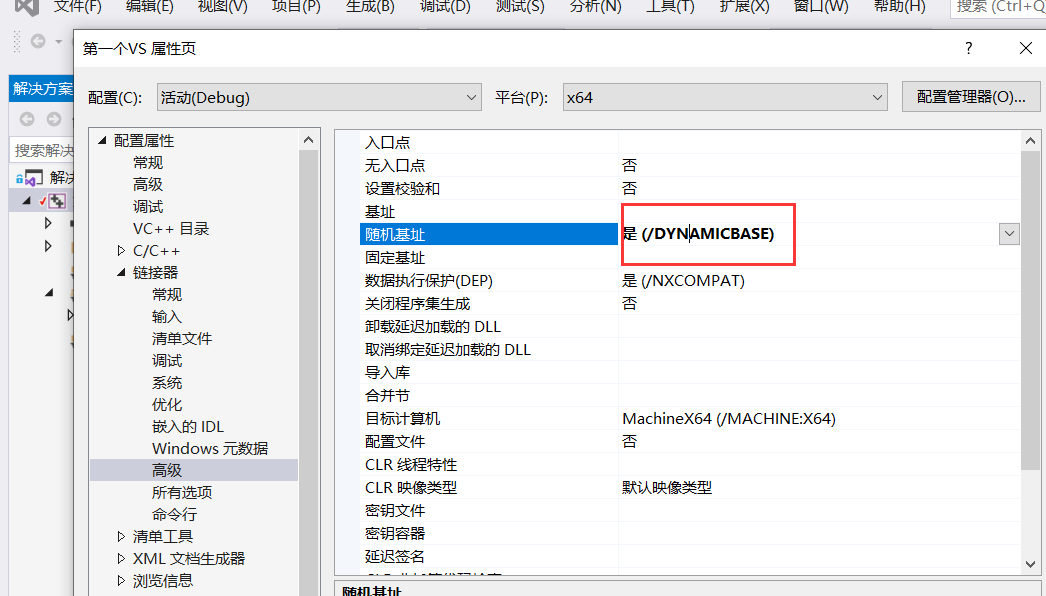 文件(F) 编辑(E) 视图(V) 项目(P) 生成(B) 调试(D) 测试(S) 分析(N) 工具(T) 扩展(X) 窗口(W) 帮助(H) 搜索 (Ctrl+Q
第一个VS 属性页
解决方案
配置(C): 活动(Debug) 平台(P): x64 配置管理器(O)...
搜索解决
解决
配置属性
常规
高级
调试
VC++ 目录
C/C++
链接器
常规
输入
清单文件
调试
系统
优化
嵌入的 IDL
Windows 元数据
高级
所有选项
命令行
清单工具
XML 文档生成器
浏览信息
入口点
无入口点 否
设置校验和 否
基址
随机基址 是 (/DYNAMICBASE)
固定基址
数据执行保护(DEP) 是 (/NXCOMPAT)
关闭程序集生成 否
卸载延迟加载的 DLL
取消绑定延迟加载的 DLL
导入库
合并节
目标计算机 MachineX64 (/MACHINE:X64)
配置文件 否
CLR 线程特性
CLR 映像类型 默认映像类型
密钥文件
密钥容器
延迟签名
随机基址